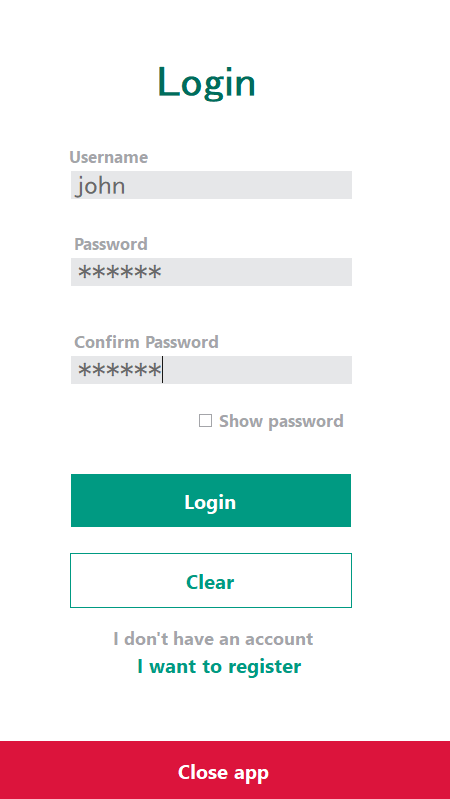 Login
Username
john
Password
******
Confirm Password
******
Show password
Login
Clear
I don't have an account
I want to register
Close app